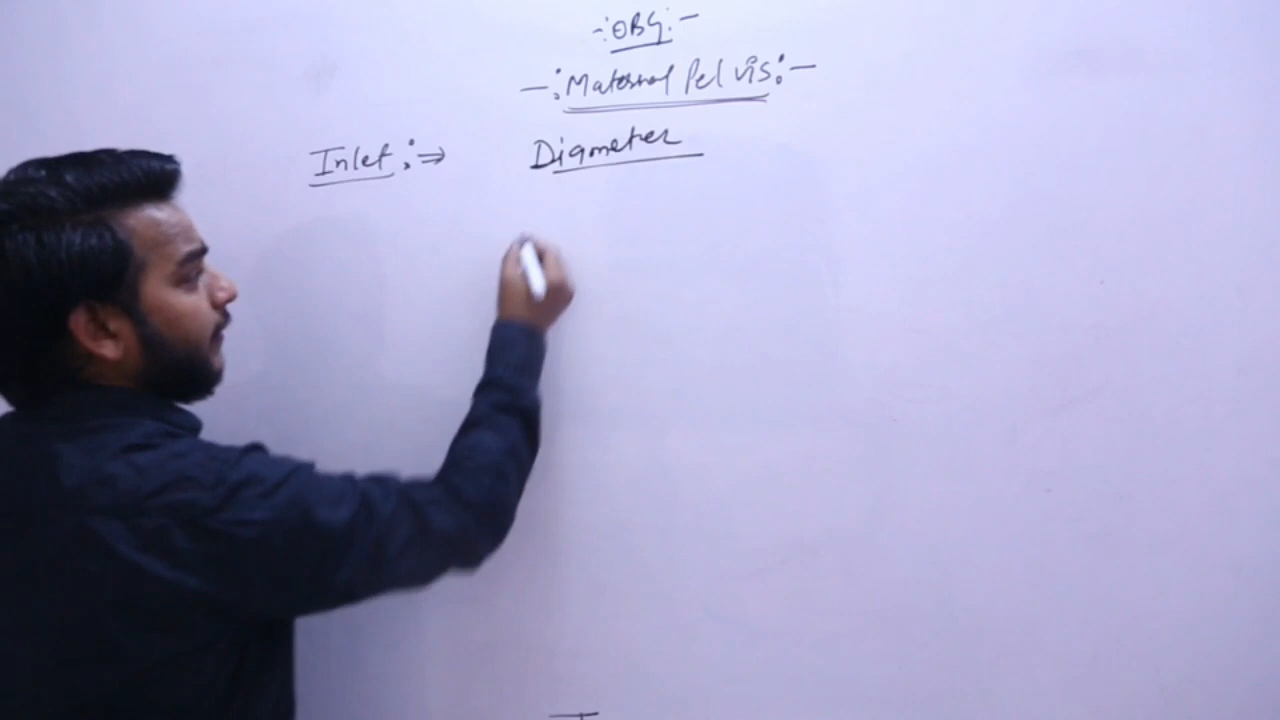 -: OBG :-
-: Maternal Pelvis :-
Inlet :⇒ Diameter